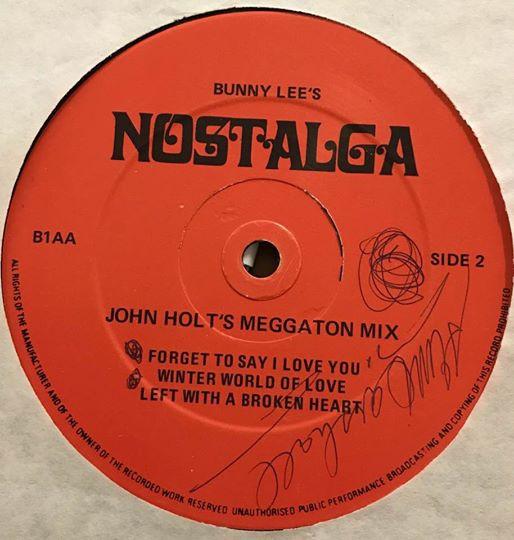 BUNNY LEE'S
NOSTALGA
B1AA
SIDE 2
JOHN HOLT'S MEGGATON MIX
FORGET TO SAY I LOVE YOU
WINTER WORLD OF LOVE
LEFT WITH A BROKEN HEART
ALL RIGHTS OF THE MANUFACTURER AND OF THE OWNER OF THE RECORDED WORK RESERVED UNAUTHORISED PUBLIC PERFORMANCE BROADCASTING AND COPYING OF THIS RECORD PROHIBITED